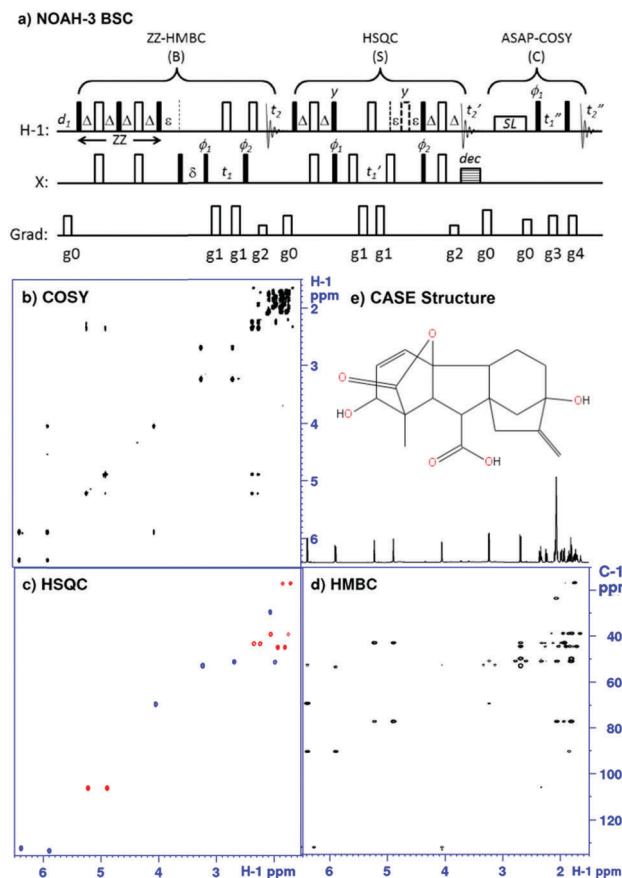 a) NOAH-3 BSC
ZZ-HMBC HSQC ASAP-COSY
(B) (S) (C)
y y ϕ1
d1 Δ Δ Δ Δ ε t2 Δ Δ ε ε Δ Δ t2' SL t1'' t2''
H-1:
ZZ
ϕ1 ϕ2 ϕ1 ϕ2 dec
X: δ t1 t1'
Grad:
g0 g1 g1 g2 g0 g1 g1 g2 g0 g0 g3 g4
b) COSY
H-1
ppm
2
3
4
5
6
e) CASE Structure
O
O
HO
OH
O
OH
c) HSQC
d) HMBC
C-1
ppm
40
60
80
100
120
6 5 4 3 2 H-1 ppm
6 5 4 3 2 H-1 ppm